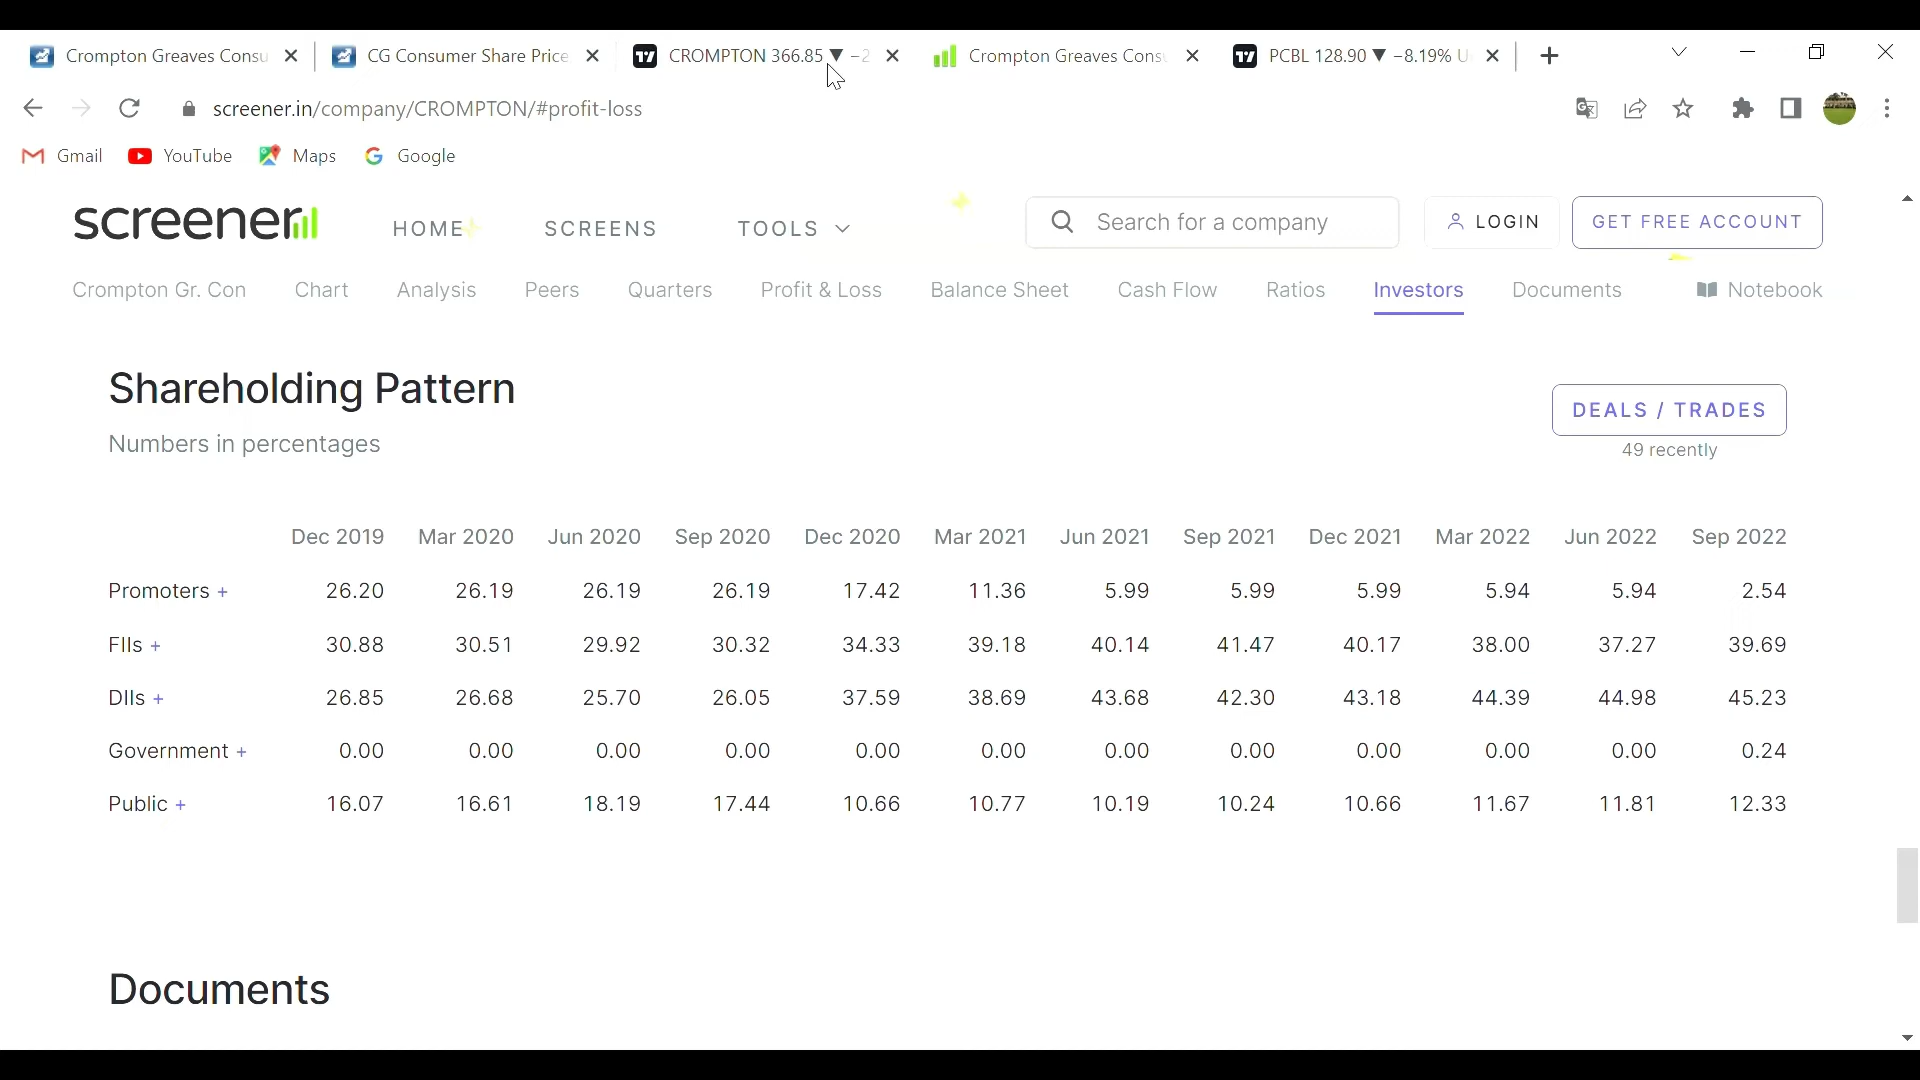 Crompton Greaves Consu
CG Consumer Share Price
CROMPTON 366.85 ▼ −2
Crompton Greaves Consu
PCBL 128.90 ▼ −8.19% U
screener.in/company/CROMPTON/#profit-loss
Gmail YouTube Maps Google
screener HOME SCREENS TOOLS Search for a company LOGIN GET FREE ACCOUNT
Crompton Gr. Con Chart Analysis Peers Quarters Profit & Loss Balance Sheet Cash Flow Ratios Investors Documents Notebook
Shareholding Pattern
DEALS / TRADES
Numbers in percentages
49 recently
Dec 2019 Mar 2020 Jun 2020 Sep 2020 Dec 2020 Mar 2021 Jun 2021 Sep 2021 Dec 2021 Mar 2022 Jun 2022 Sep 2022
Promoters + 26.20 26.19 26.19 26.19 17.42 11.36 5.99 5.99 5.99 5.94 5.94 2.54
FIIs + 30.88 30.51 29.92 30.32 34.33 39.18 40.14 41.47 40.17 38.00 37.27 39.69
DIIs + 26.85 26.68 25.70 26.05 37.59 38.69 43.68 42.30 43.18 44.39 44.98 45.23
Government + 0.00 0.00 0.00 0.00 0.00 0.00 0.00 0.00 0.00 0.00 0.00 0.24
Public + 16.07 16.61 18.19 17.44 10.66 10.77 10.19 10.24 10.66 11.67 11.81 12.33
Documents